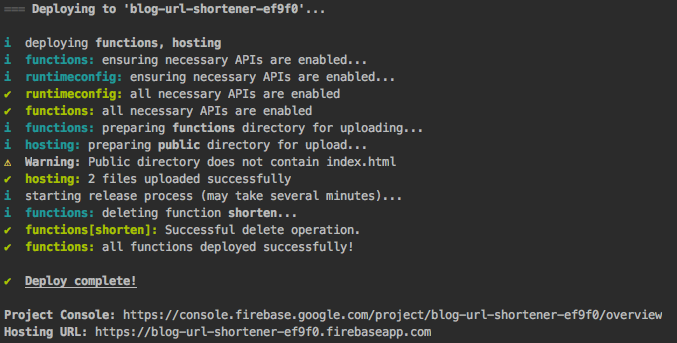 === Deploying to 'blog-url-shortener-ef9f0'...
i deploying functions, hosting
i functions: ensuring necessary APIs are enabled...
i runtimeconfig: ensuring necessary APIs are enabled...
✔ runtimeconfig: all necessary APIs are enabled
✔ functions: all necessary APIs are enabled
i functions: preparing functions directory for uploading...
i hosting: preparing public directory for upload...
⚠ Warning: Public directory does not contain index.html
✔ hosting: 2 files uploaded successfully
i starting release process (may take several minutes)...
i functions: deleting function shorten...
✔ functions[shorten]: Successful delete operation.
✔ functions: all functions deployed successfully!
✔ Deploy complete!
Project Console: https://console.firebase.google.com/project/blog-url-shortener-ef9f0/overview
Hosting URL: https://blog-url-shortener-ef9f0.firebaseapp.com